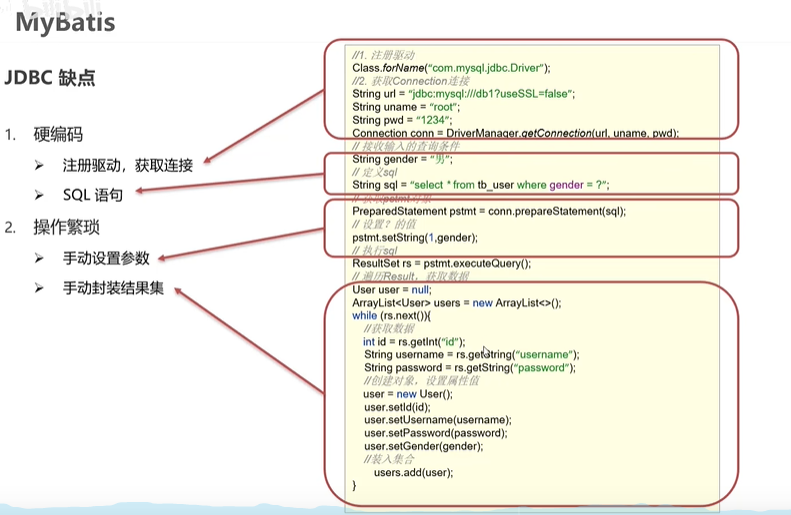 MyBatis
JDBC 缺点
1. 硬编码
注册驱动，获取连接
SQL 语句
2. 操作繁琐
手动设置参数
手动封装结果集
//1. 注册驱动
Class.forName("com.mysql.jdbc.Driver");
//2. 获取Connection连接
String url = "jdbc:mysql:///db1?useSSL=false";
String uname = "root";
String pwd = "1234";
Connection conn = DriverManager.getConnection(url, uname, pwd);
// 接收输入的查询条件
String gender = "男";
// 定义sql
String sql = "select * from tb_user where gender = ?";
// 获取pstmt对象
PreparedStatement pstmt = conn.prepareStatement(sql);
// 设置？的值
pstmt.setString(1,gender);
// 执行sql
ResultSet rs = pstmt.executeQuery();
// 遍历Result，获取数据
User user = null;
ArrayList<User> users = new ArrayList<>();
while (rs.next()){
//获取数据
int id = rs.getInt("id");
String username = rs.getString("username");
String password = rs.getString("password");
//创建对象，设置属性值
user = new User();
user.setId(id);
user.setUsername(username);
user.setPassword(password);
user.setGender(gender);
//装入集合
users.add(user);
}